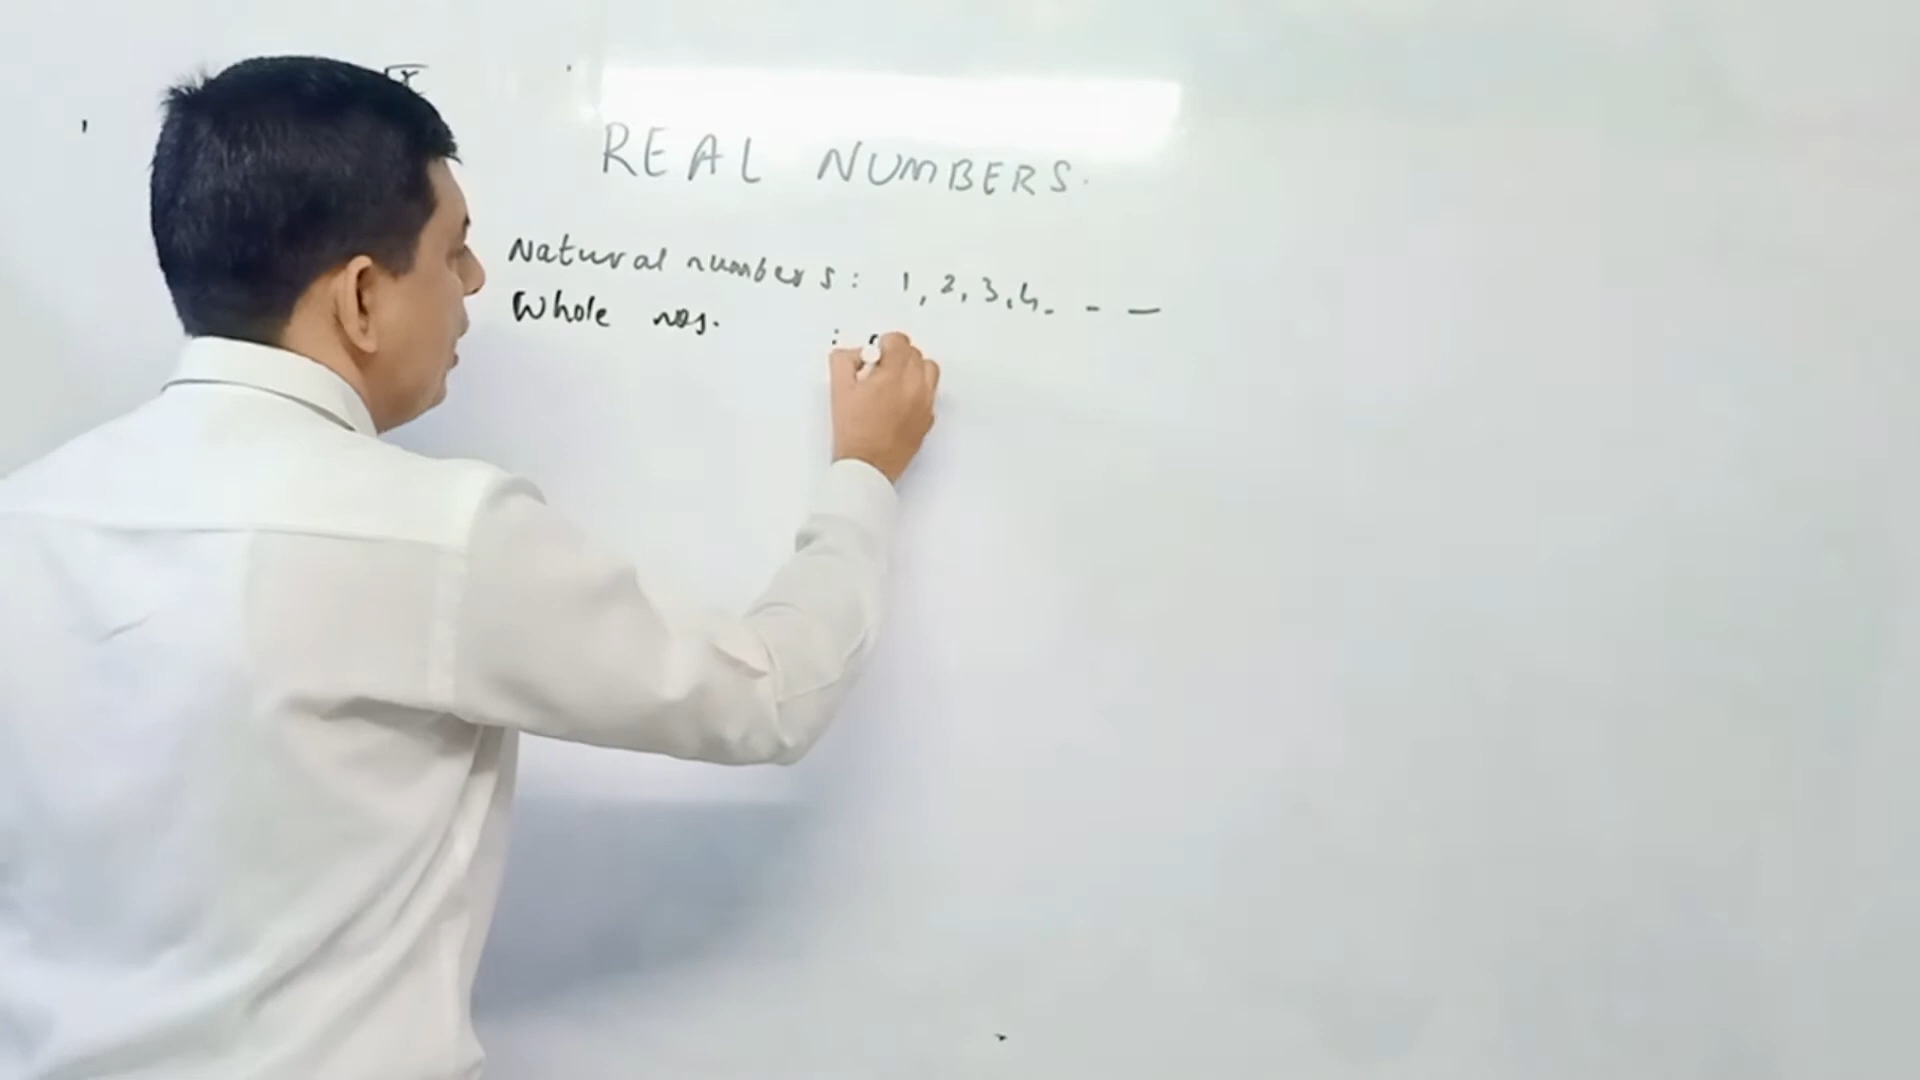 REAL NUMBERS.
Natural numbers: 1, 2, 3, 4. - —
Whole nos. :